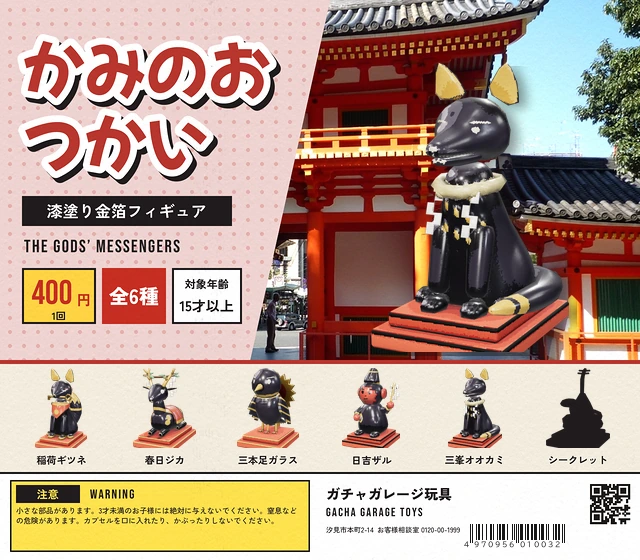 かみのお
つかい
漆塗り金箔フィギュア
THE GODS' MESSENGERS
400円
1回
全6種
対象年齢
15才以上
稲荷ギツネ
春日ジカ
三本足ガラス
日吉ザル
三峯オオカミ
シークレット
注意 WARNING
小さな部品があります。3才未満のお子様には絶対に与えないでください。窒息など
の危険があります。カプセルを口に入れたり、かぶったりしないでください。
ガチャガレージ玩具
GACHA GARAGE TOYS
汐見市本町2-14 お客様相談室 0120-00-1999
4 970956 010032